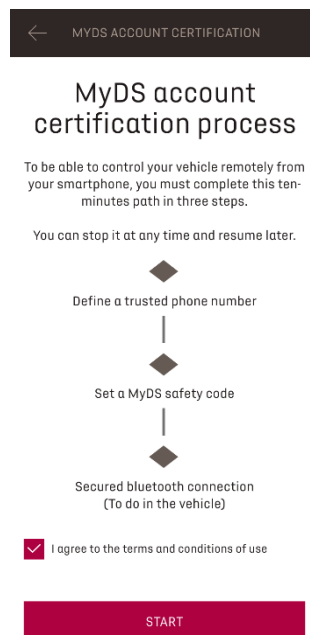 MYDS ACCOUNT CERTIFICATION
MyDS account
certification process
To be able to control your vehicle remotely from
your smartphone, you must complete this ten-
minutes path in three steps.
You can stop it at any time and resume later.
Define a trusted phone number
Set a MyDS safety code
Secured bluetooth connection
(To do in the vehicle)
I agree to the terms and conditions of use
START